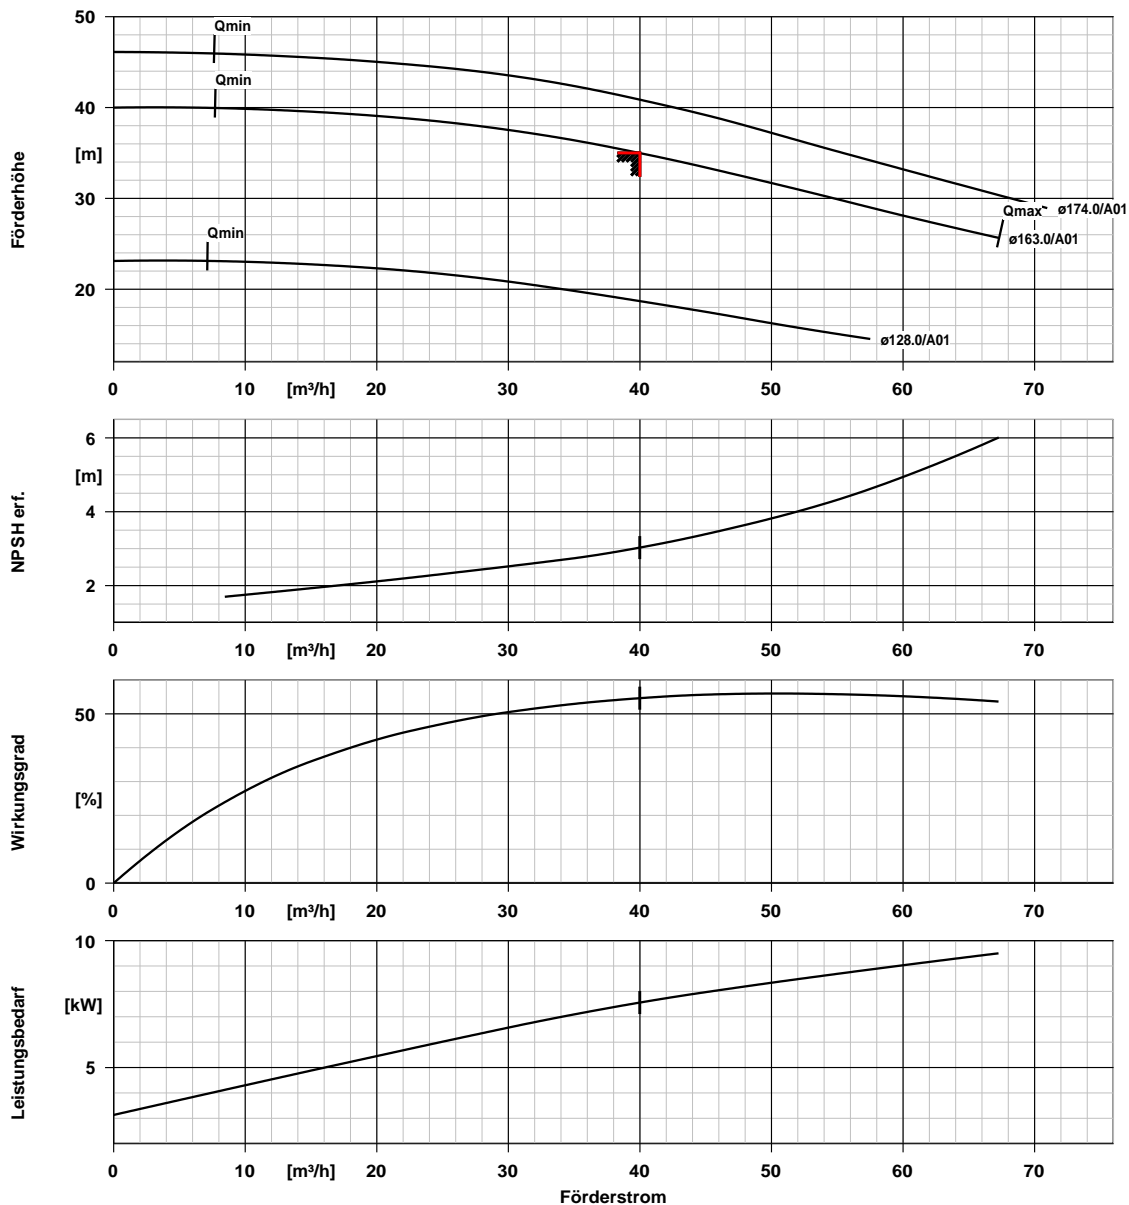 50
Qmin
Qmin
40
[m]
Förderhöhe
30
Qmax
ø174.0/A01
ø163.0/A01
Qmin
20
ø128.0/A01
0 10 [m³/h] 20 30 40 50 60 70
6
[m]
NPSH erf.
4
2
0 10 [m³/h] 20 30 40 50 60 70
50
Wirkungsgrad
[%]
0
0 10 [m³/h] 20 30 40 50 60 70
10
[kW]
Leistungsbedarf
5
0 10 [m³/h] 20 30 40 50 60 70
Förderstrom